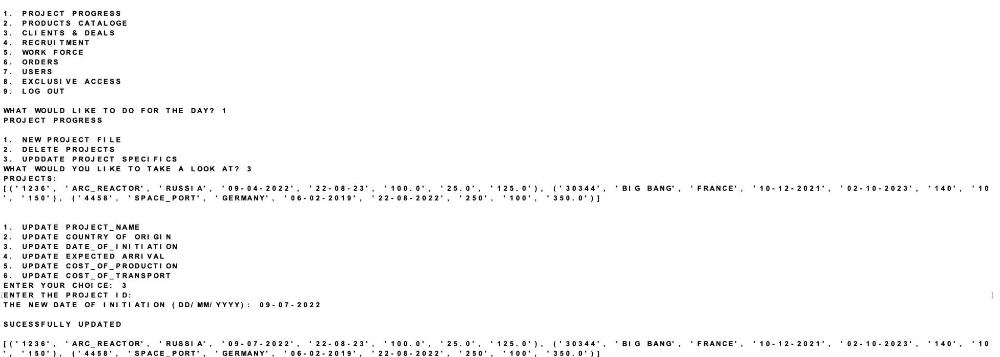 1. PROJECT PROGRESS
2. PRODUCTS CATALOGE
3. CLIENTS & DEALS
4. RECRUITMENT
5. WORK FORCE
6. ORDERS
7. USERS
8. EXCLUSIVE ACCESS
9. LOG OUT
WHAT WOULD LIKE TO DO FOR THE DAY? 1
PROJECT PROGRESS
1. NEW PROJECT FILE
2. DELETE PROJECTS
3. UPDDATE PROJECT SPECIFICS
WHAT WOULD YOU LIKE TO TAKE A LOOK AT? 3
PROJECTS:
[('1236', 'ARC_REACTOR', 'RUSSIA', '09-04-2022', '22-08-23', '100.0', '25.0', '125.0'), ('30344', 'BIG BANG', 'FRANCE', '10-12-2021', '02-10-2023', '140', '10
', '150'), ('4458', 'SPACE_PORT', 'GERMANY', '06-02-2019', '22-08-2022', '250', '100', '350.0')]
1. UPDATE PROJECT_NAME
2. UPDATE COUNTRY OF ORIGIN
3. UPDATE DATE_OF_INITIATION
4. UPDATE EXPECTED ARRIVAL
5. UPDATE COST_OF_PRODUCTION
6. UPDATE COST_OF_TRANSPORT
ENTER YOUR CHOICE: 3
[ENTER THE PROJECT ID: ]
THE NEW DATE OF INITIATION (DD/MM/YYYY): 09-07-2022
SUCESSFULLY UPDATED
[('1236', 'ARC_REACTOR', 'RUSSIA', '09-07-2022', '22-08-23', '100.0', '25.0', '125.0'), ('30344', 'BIG BANG', 'FRANCE', '10-12-2021', '02-10-2023', '140', '10
', '150'), ('4458', 'SPACE_PORT', 'GERMANY', '06-02-2019', '22-08-2022', '250', '100', '350.0')]